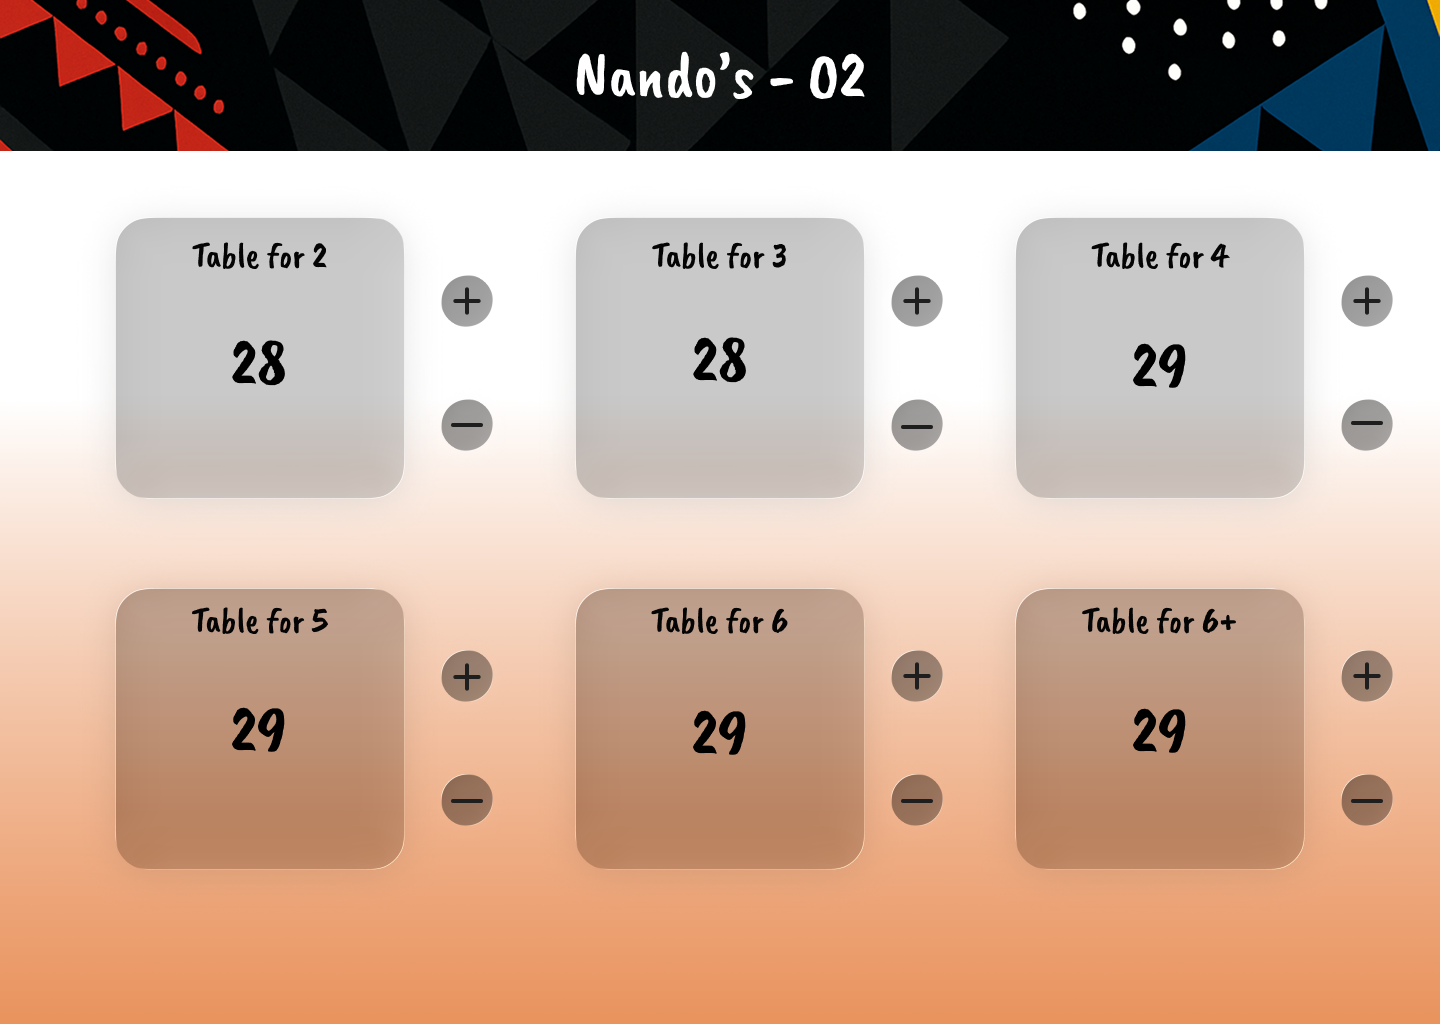 Nando's - 02
Table for 2
28
+
−
Table for 3
28
+
−
Table for 4
29
+
−
Table for 5
29
+
−
Table for 6
29
+
−
Table for 6+
29
+
−